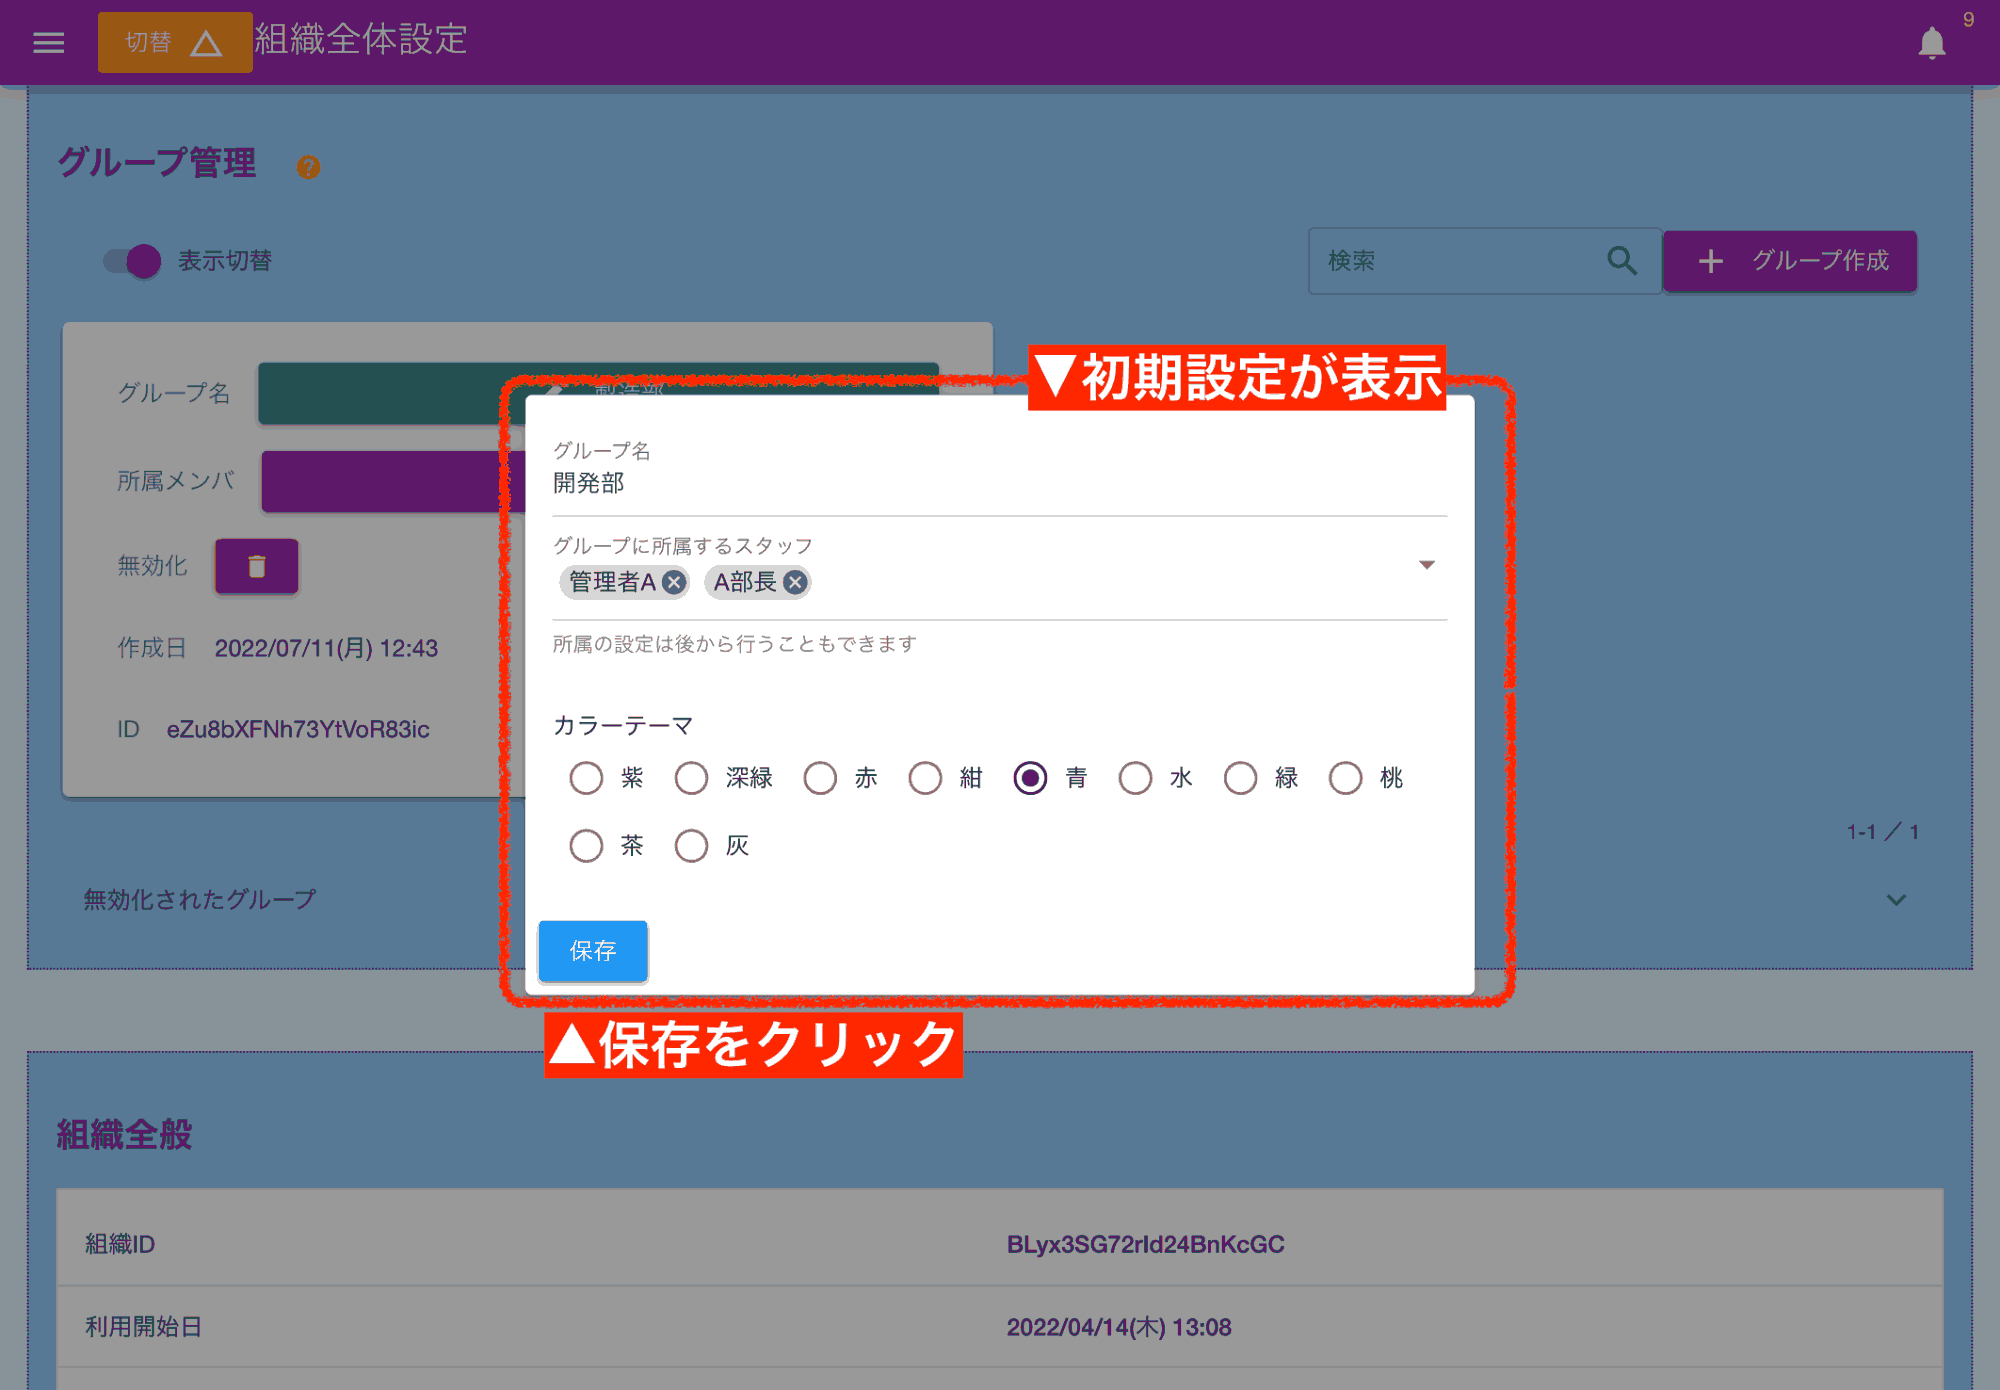 切替
組織全体設定
9
グループ管理
?
表示切替
検索
グループ作成
グループ名
製造部
▼初期設定が表示
所属メンバ
無効化
作成日 2022/07/11(月) 12:43
ID eZu8bXFNh73YtVoR83ic
グループ名
開発部
グループに所属するスタッフ
管理者A A部長
所属の設定は後から行うこともできます
カラーテーマ
紫 深緑 赤 紺 青 水 緑 桃
茶 灰
保存
▲保存をクリック
1-1 ／ 1
無効化されたグループ
組織全般
組織ID BLyx3SG72rId24BnKcGC
利用開始日 2022/04/14(木) 13:08